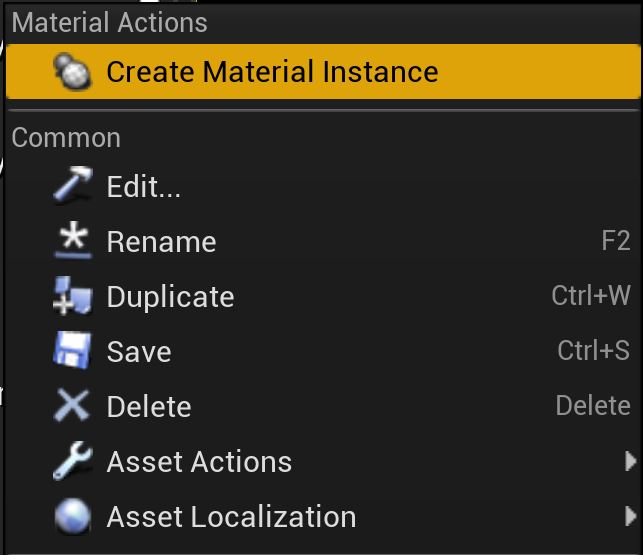 Material Actions
Create Material Instance
Common
Edit...
Rename F2
Duplicate Ctrl+W
Save Ctrl+S
Delete Delete
Asset Actions
Asset Localization